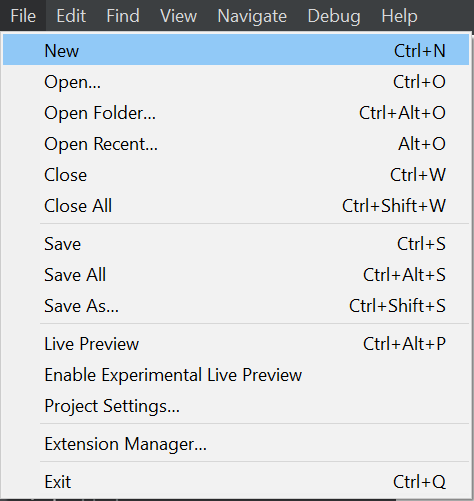 File Edit Find View Navigate Debug Help
New Ctrl+N
Open... Ctrl+O
Open Folder... Ctrl+Alt+O
Open Recent... Alt+O
Close Ctrl+W
Close All Ctrl+Shift+W
Save Ctrl+S
Save All Ctrl+Alt+S
Save As... Ctrl+Shift+S
Live Preview Ctrl+Alt+P
Enable Experimental Live Preview
Project Settings...
Extension Manager...
Exit Ctrl+Q